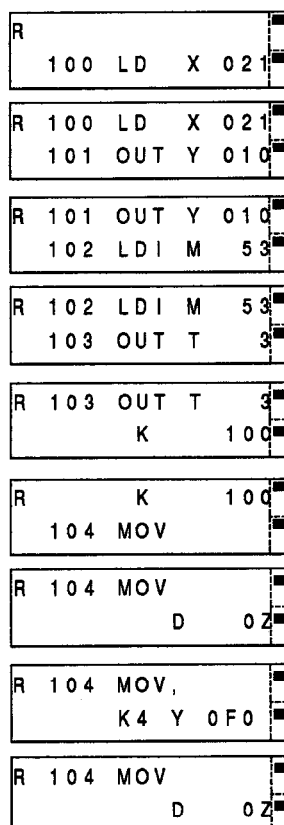 R
100 LD X 021
R 100 LD X 021
101 OUT Y 010
R 101 OUT Y 010
102 LDI M 53
R 102 LDI M 53
103 OUT T 3
R 103 OUT T 3
K 100
R K 100
104 MOV
R 104 MOV
D 0Z
R 104 MOV,
K4 Y 0F0
R 104 MOV
D 0Z